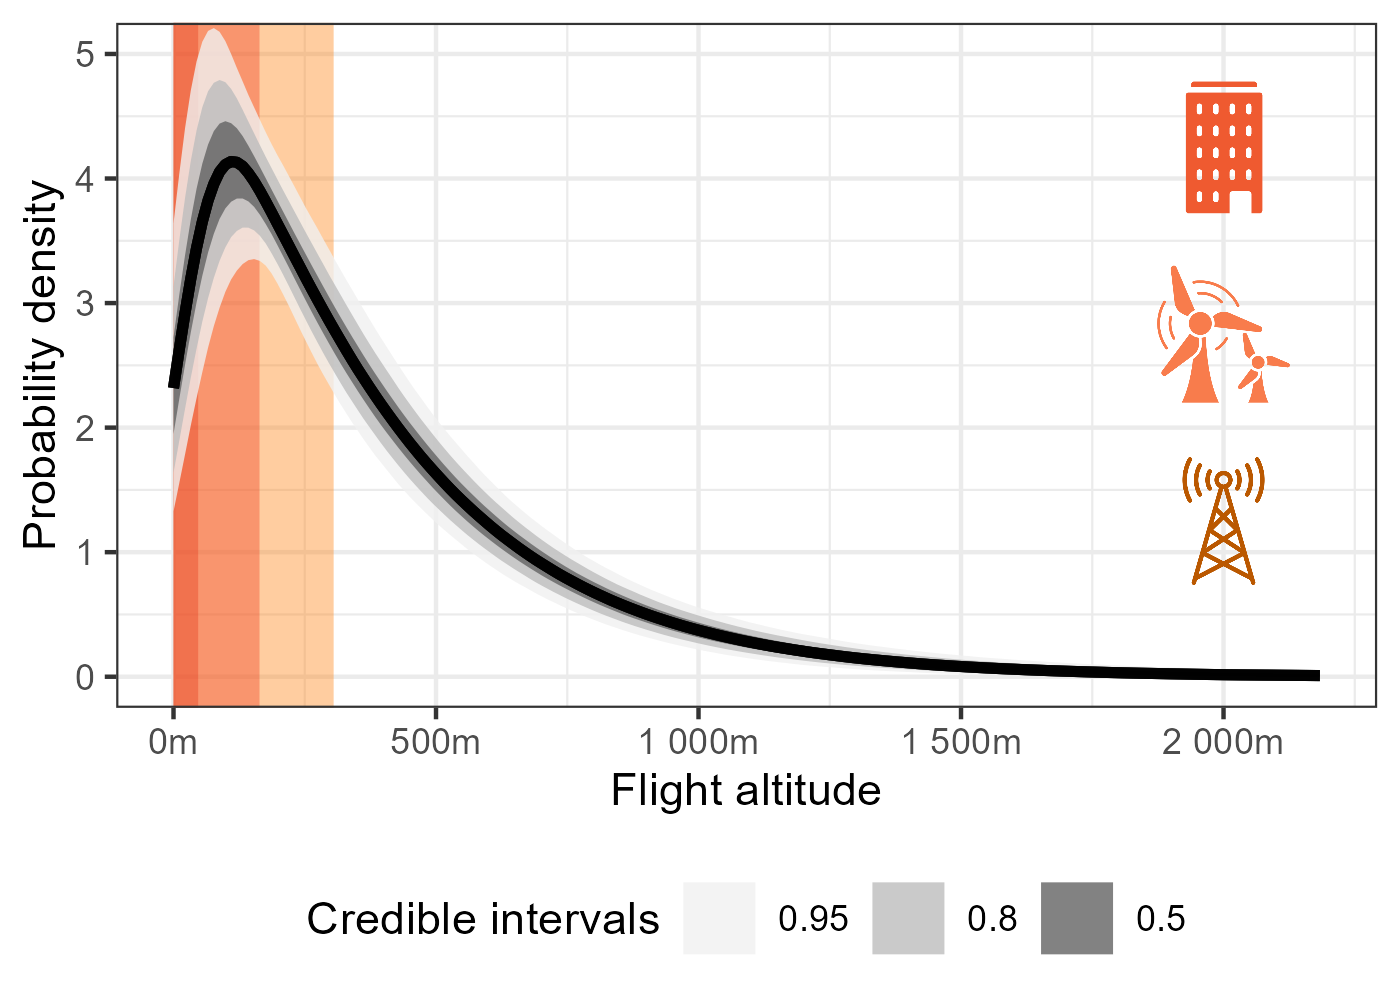 Probability density
5
4
3
2
1
0
0m 500m 1 000m 1 500m 2 000m
Flight altitude
Credible intervals 0.95 0.8 0.5